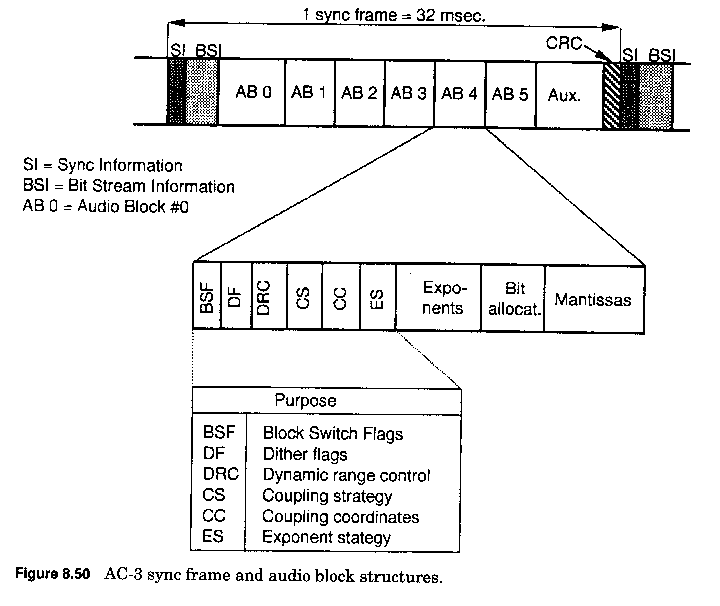 1 sync frame = 32 msec.
SI BSI CRC SI BSI
AB 0 AB 1 AB 2 AB 3 AB 4 AB 5 Aux.
SI = Sync Information
BSI = Bit Stream Information
AB 0 = Audio Block #0
BSF DF DRC CS CC ES Expo-nents Bit allocat. Mantissas
Purpose
BSF Block Switch Flags
DF Dither flags
DRC Dynamic range control
CS Coupling strategy
CC Coupling coordinates
ES Exponent stategy
Figure 8.50 AC-3 sync frame and audio block structures.